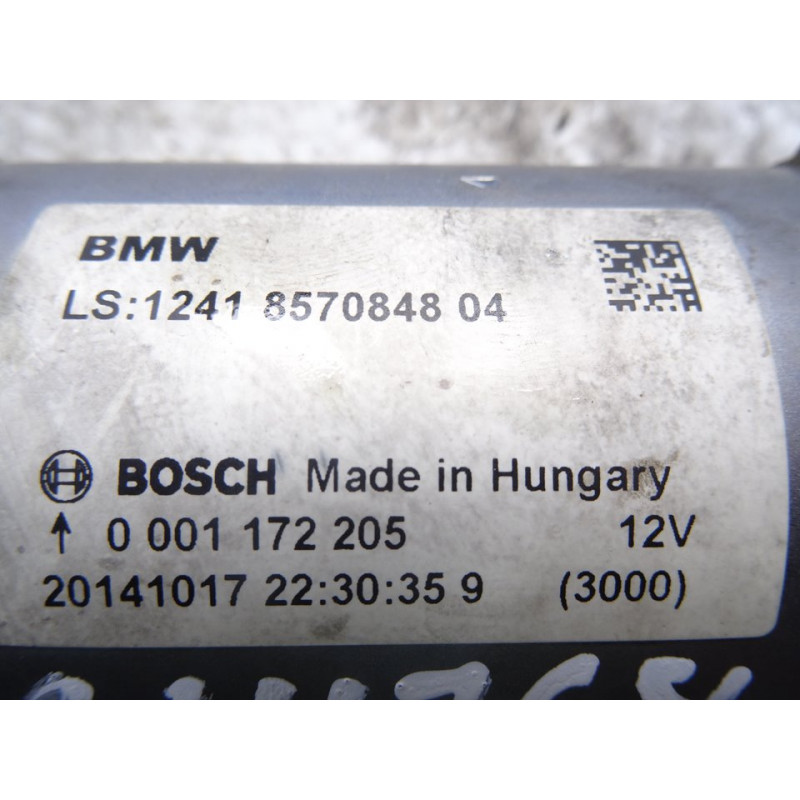 BMW
LS:1241 8570848 04
BOSCH Made in Hungary
↑ 0 001 172 205 12V
20141017 22:30:35 9 (3000)